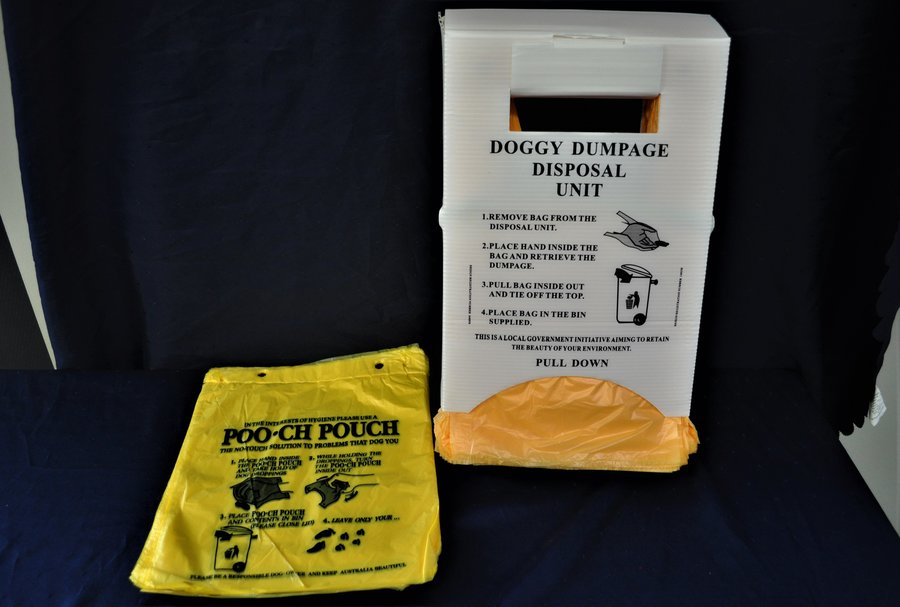 DOGGY DUMPAGE
DISPOSAL
UNIT
1.REMOVE BAG FROM THE
DISPOSAL UNIT.
2.PLACE HAND INSIDE THE
BAG AND RETRIEVE THE
DUMPAGE.
3.PULL BAG INSIDE OUT
AND TIE OFF THE TOP.
4.PLACE BAG IN THE BIN
SUPPLIED.
THIS IS A LOCAL GOVERNMENT INITIATIVE AIMING TO RETAIN
THE BEAUTY OF YOUR ENVIRONMENT.
PULL DOWN
IN THE INTERESTS OF HYGIENE PLEASE USE A
POO•CH POUCH
THE NO-TOUCH SOLUTION TO PROBLEMS THAT DOG YOU
1. PLACE HAND INSIDE
THE POO•CH POUCH
AND TAKE HOLD OF
DOG DROPPINGS
2. WHILE HOLDING THE
DROPPINGS, TURN
THE POO•CH POUCH
INSIDE OUT
3. PLACE POO•CH POUCH
AND CONTENTS IN BIN
(PLEASE CLOSE LID)
4. LEAVE ONLY YOUR ...
PLEASE BE A RESPONSIBLE DOG AND KEEP AUSTRALIA BEAUTIFUL